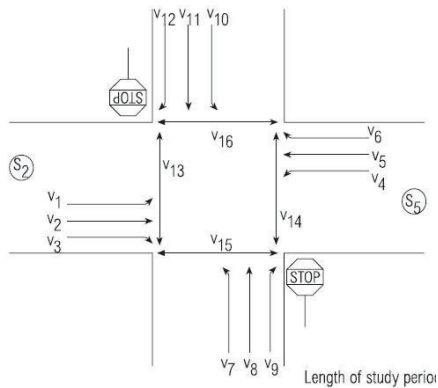 v12 v11 v10
STOP
v16
v6
S2
v13
v5
v4
v1
S5
v2
v14
v3
v15
STOP
v7 v8 v9
Length of study period